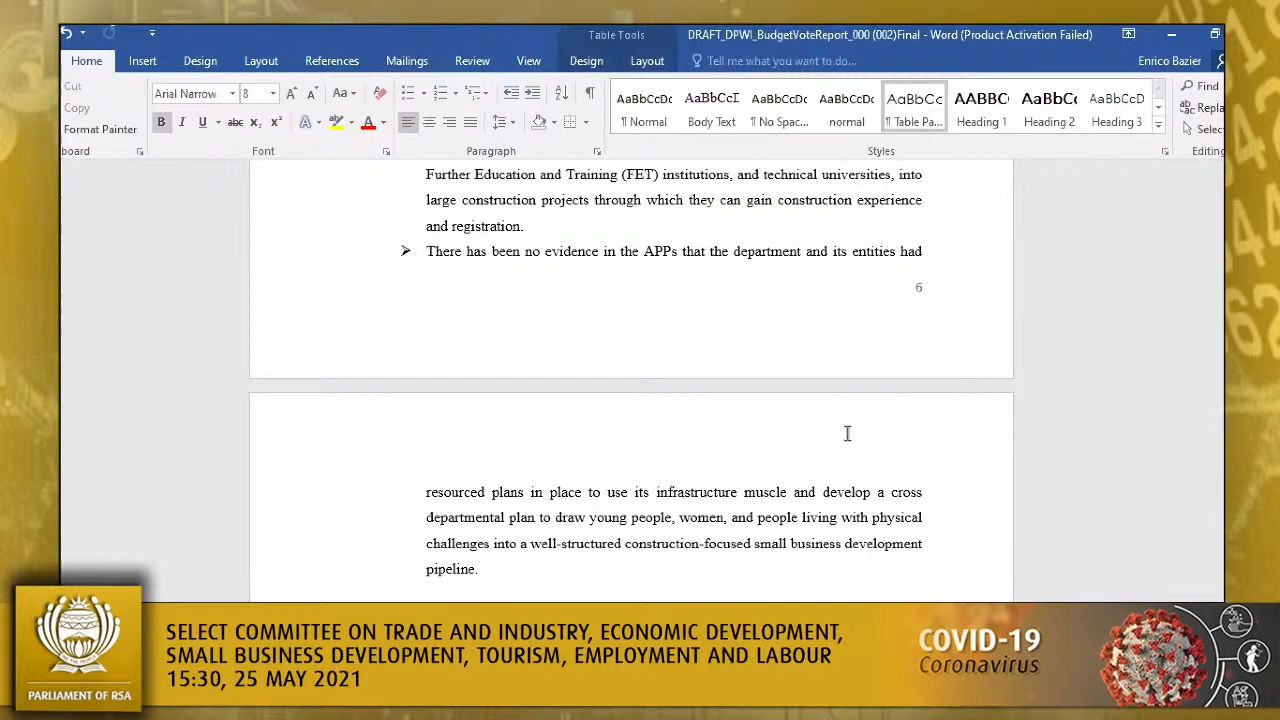 Table Tools
DRAFT_DPWI_BudgetVoteReport_000 (002)Final - Word (Product Activation Failed)
Home Insert Design Layout References Mailings Review View Design Layout Tell me what you want to do... Enrico Bazier
Cut
Copy
Format Painter
board
Arial Narrow 8
Aa
B I U abc x₂ x² A A
Font
Paragraph
AaBbCcDc AaBbCcI AaBbCcDc AaBbCcDc AaBbCc AABBC AaBbCc AaBbCcD
¶ Normal Body Text ¶ No Spac... normal ¶ Table Pa... Heading 1 Heading 2 Heading 3
Styles
Find
Repla
Selec
Editing
Further Education and Training (FET) institutions, and technical universities, into
large construction projects through which they can gain construction experience
and registration.
➢ There has been no evidence in the APPs that the department and its entities had
6
resourced plans in place to use its infrastructure muscle and develop a cross
departmental plan to draw young people, women, and people living with physical
challenges into a well-structured construction-focused small business development
pipeline.
PARLIAMENT OF RSA
SELECT COMMITTEE ON TRADE AND INDUSTRY, ECONOMIC DEVELOPMENT,
SMALL BUSINESS DEVELOPMENT, TOURISM, EMPLOYMENT AND LABOUR
15:30, 25 MAY 2021
COVID-19
Coronavirus